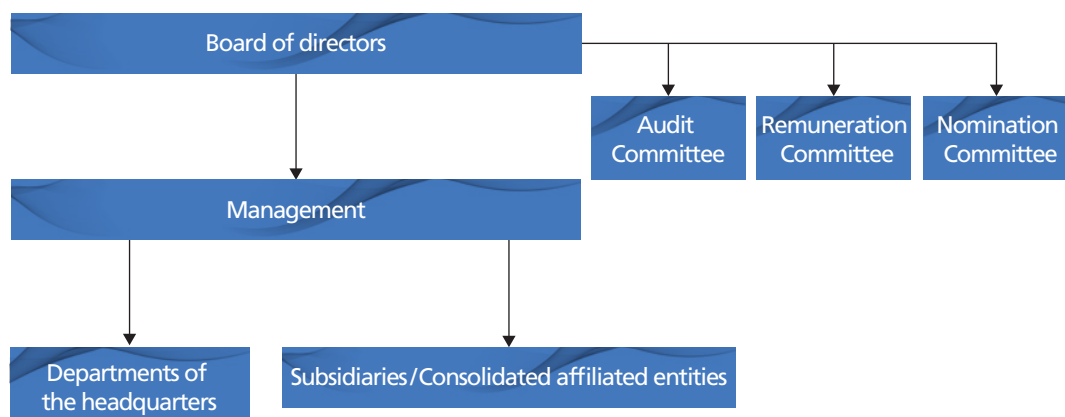 Board of directors
Audit
Committee
Remuneration
Committee
Nomination
Committee
Management
Departments of
the headquarters
Subsidiaries/Consolidated affiliated entities